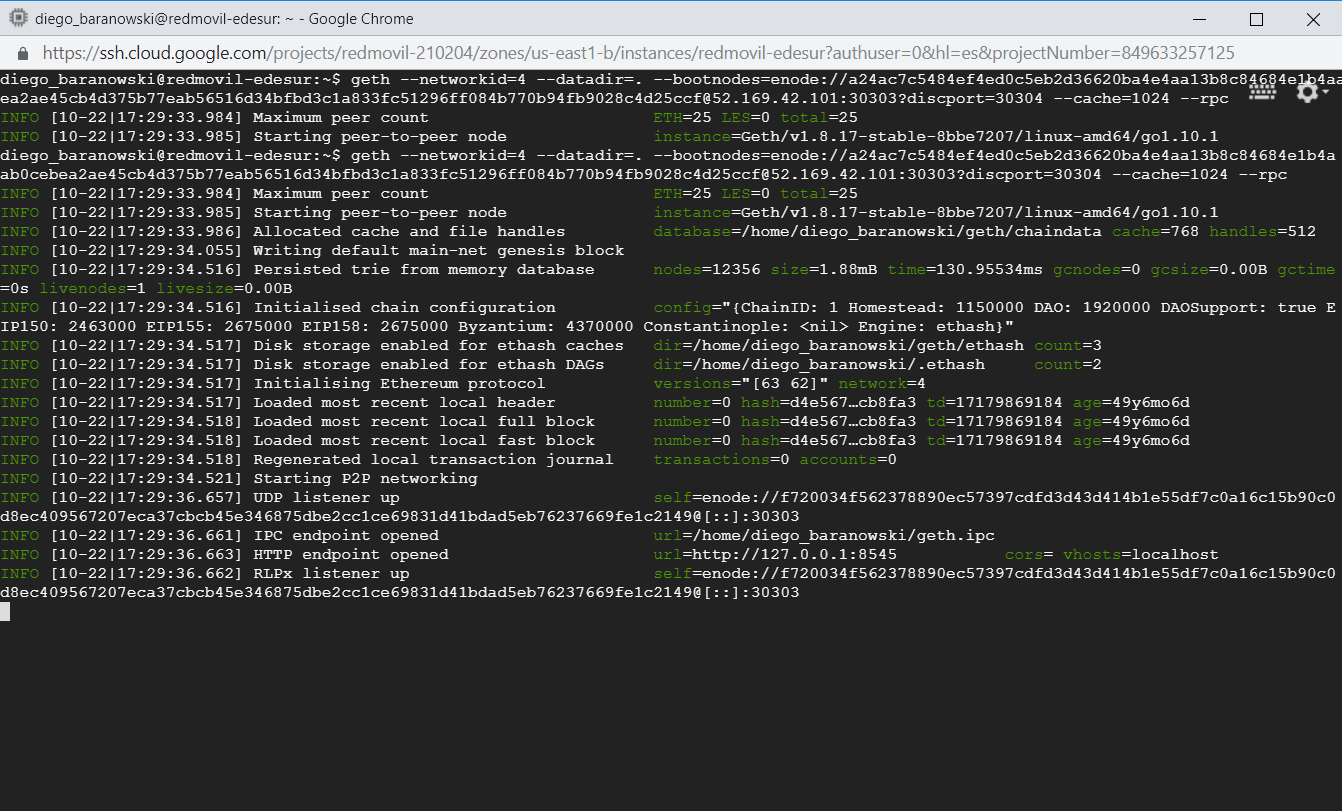 diego_baranowski@redmovil-edesur: ~ - Google Chrome
https://ssh.cloud.google.com/projects/redmovil-210204/zones/us-east1-b/instances/redmovil-edesur?authuser=0&hl=es&projectNumber=849633257125
diego_baranowski@redmovil-edesur:~$ geth --networkid=4 --datadir=. --bootnodes=enode://a24ac7c5484ef4ed0c5eb2d36620ba4e4aa13b8c84684e1b4aa
ea2ae45cb4d375b77eab56516d34bfbd3c1a833fc51296ff084b770b94fb9028c4d25ccf@52.169.42.101:30303?discport=30304 --cache=1024 --rpc
INFO [10-22|17:29:33.984] Maximum peer count ETH=25 LES=0 total=25
INFO [10-22|17:29:33.985] Starting peer-to-peer node instance=Geth/v1.8.17-stable-8bbe7207/linux-amd64/go1.10.1
diego_baranowski@redmovil-edesur:~$ geth --networkid=4 --datadir=. --bootnodes=enode://a24ac7c5484ef4ed0c5eb2d36620ba4e4aa13b8c84684e1b4a
ab0cebea2ae45cb4d375b77eab56516d34bfbd3c1a833fc51296ff084b770b94fb9028c4d25ccf@52.169.42.101:30303?discport=30304 --cache=1024 --rpc
INFO [10-22|17:29:33.984] Maximum peer count ETH=25 LES=0 total=25
INFO [10-22|17:29:33.985] Starting peer-to-peer node instance=Geth/v1.8.17-stable-8bbe7207/linux-amd64/go1.10.1
INFO [10-22|17:29:33.986] Allocated cache and file handles database=/home/diego_baranowski/geth/chaindata cache=768 handles=512
INFO [10-22|17:29:34.055] Writing default main-net genesis block
INFO [10-22|17:29:34.516] Persisted trie from memory database nodes=12356 size=1.88mB time=130.95534ms gcnodes=0 gcsize=0.00B gctime
=0s livenodes=1 livesize=0.00B
INFO [10-22|17:29:34.516] Initialised chain configuration config="{ChainID: 1 Homestead: 1150000 DAO: 1920000 DAOSupport: true E
IP150: 2463000 EIP155: 2675000 EIP158: 2675000 Byzantium: 4370000 Constantinople: <nil> Engine: ethash}"
INFO [10-22|17:29:34.517] Disk storage enabled for ethash caches dir=/home/diego_baranowski/geth/ethash count=3
INFO [10-22|17:29:34.517] Disk storage enabled for ethash DAGs dir=/home/diego_baranowski/.ethash count=2
INFO [10-22|17:29:34.517] Initialising Ethereum protocol versions="[63 62]" network=4
INFO [10-22|17:29:34.517] Loaded most recent local header number=0 hash=d4e567…cb8fa3 td=17179869184 age=49y6mo6d
INFO [10-22|17:29:34.518] Loaded most recent local full block number=0 hash=d4e567…cb8fa3 td=17179869184 age=49y6mo6d
INFO [10-22|17:29:34.518] Loaded most recent local fast block number=0 hash=d4e567…cb8fa3 td=17179869184 age=49y6mo6d
INFO [10-22|17:29:34.518] Regenerated local transaction journal transactions=0 accounts=0
INFO [10-22|17:29:34.521] Starting P2P networking
INFO [10-22|17:29:36.657] UDP listener up self=enode://f720034f562378890ec57397cdfd3d43d414b1e55df7c0a16c15b90c0
d8ec409567207eca37cbcb45e346875dbe2cc1ce69831d41bdad5eb76237669fe1c2149@[::]:30303
INFO [10-22|17:29:36.661] IPC endpoint opened url=/home/diego_baranowski/geth.ipc
INFO [10-22|17:29:36.663] HTTP endpoint opened url=http://127.0.0.1:8545 cors= vhosts=localhost
INFO [10-22|17:29:36.662] RLPx listener up self=enode://f720034f562378890ec57397cdfd3d43d414b1e55df7c0a16c15b90c0
d8ec409567207eca37cbcb45e346875dbe2cc1ce69831d41bdad5eb76237669fe1c2149@[::]:30303